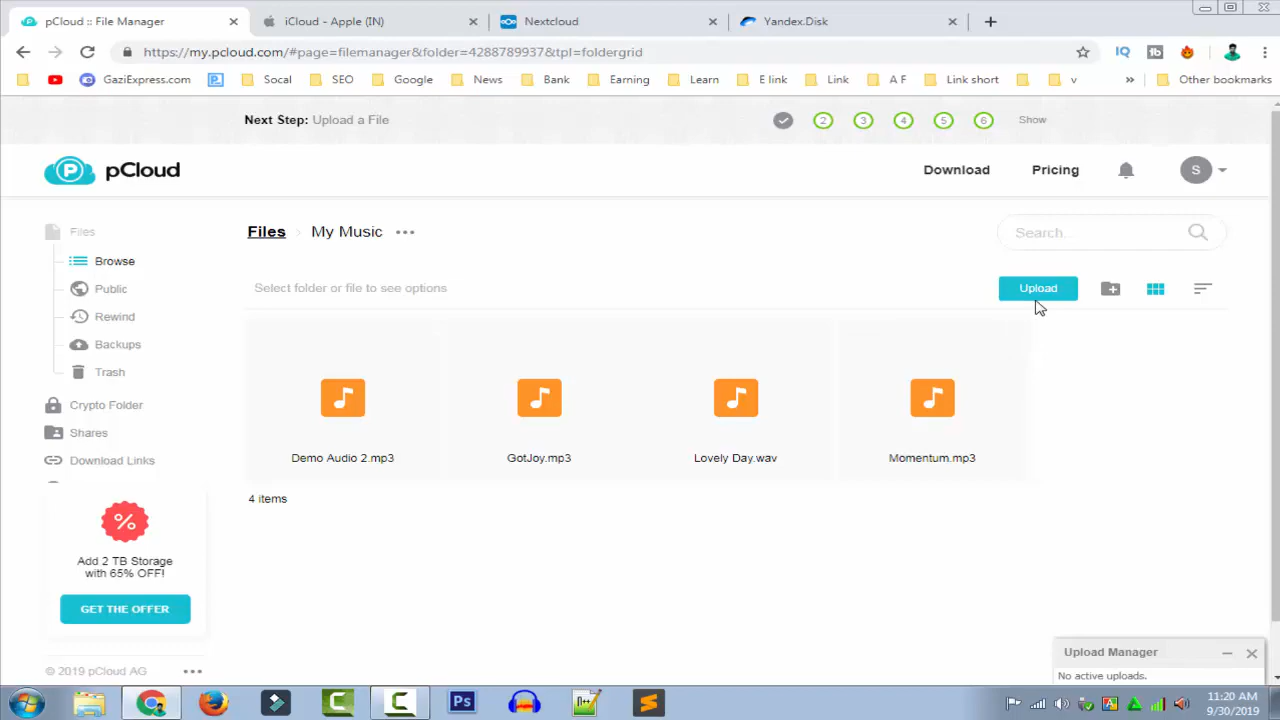 pCloud :: File Manager
iCloud - Apple (IN)
Nextcloud
Yandex.Disk
https://my.pcloud.com/#page=filemanager&folder=4288789937&tpl=foldergrid
IQ
GaziExpress.com
Socal
SEO
Google
News
Bank
Earning
Learn
E link
Link
A F
Link short
v
»
Other bookmarks
Next Step: Upload a File
2 3 4 5 6
Show
P pCloud
Download
Pricing
S
Files
Browse
Public
Rewind
Backups
Trash
Crypto Folder
Shares
Download Links
Files › My Music •••
Search...
Select folder or file to see options
Upload
Demo Audio 2.mp3
GotJoy.mp3
Lovely Day.wav
Momentum.mp3
4 items
%
Add 2 TB Storage
with 65% OFF!
GET THE OFFER
© 2019 pCloud AG
Upload Manager
No active uploads.
Ps
11:20 AM
9/30/2019